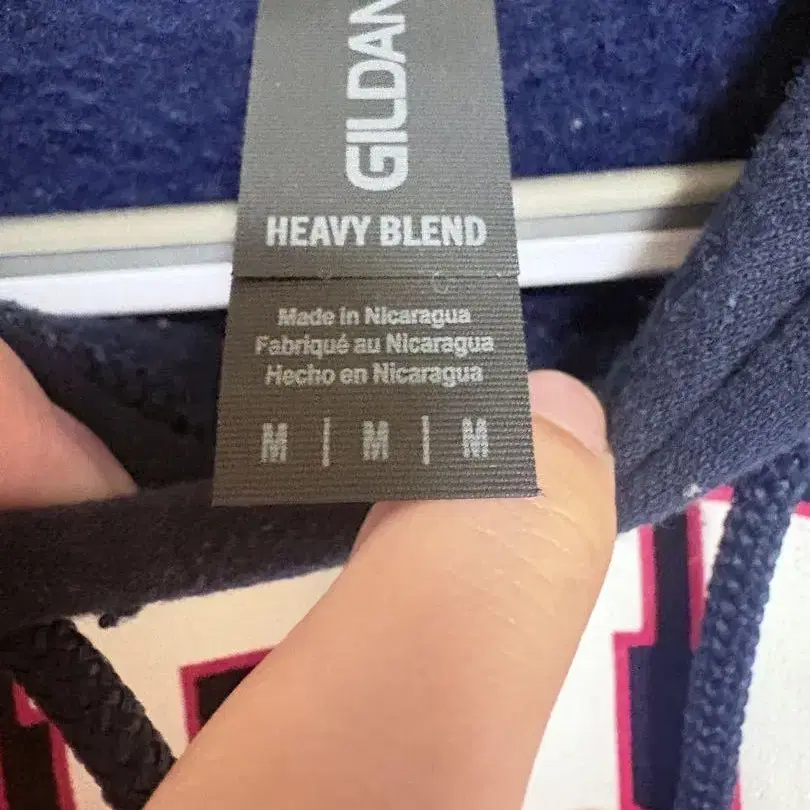 GILDAN
HEAVY BLEND
Made in Nicaragua
Fabriqué au Nicaragua
Hecho en Nicaragua
M | M | M